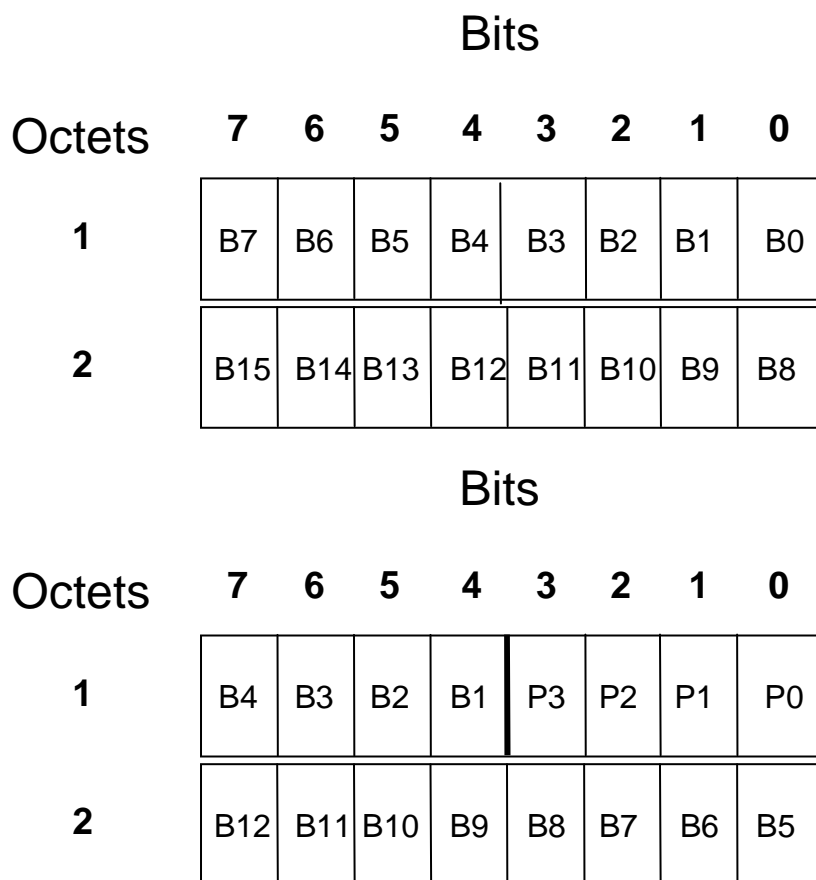 Bits
Octets 7 6 5 4 3 2 1 0
1 B7 B6 B5 B4 B3 B2 B1 B0
2 B15 B14 B13 B12 B11 B10 B9 B8
Bits
Octets 7 6 5 4 3 2 1 0
1 B4 B3 B2 B1 P3 P2 P1 P0
2 B12 B11 B10 B9 B8 B7 B6 B5